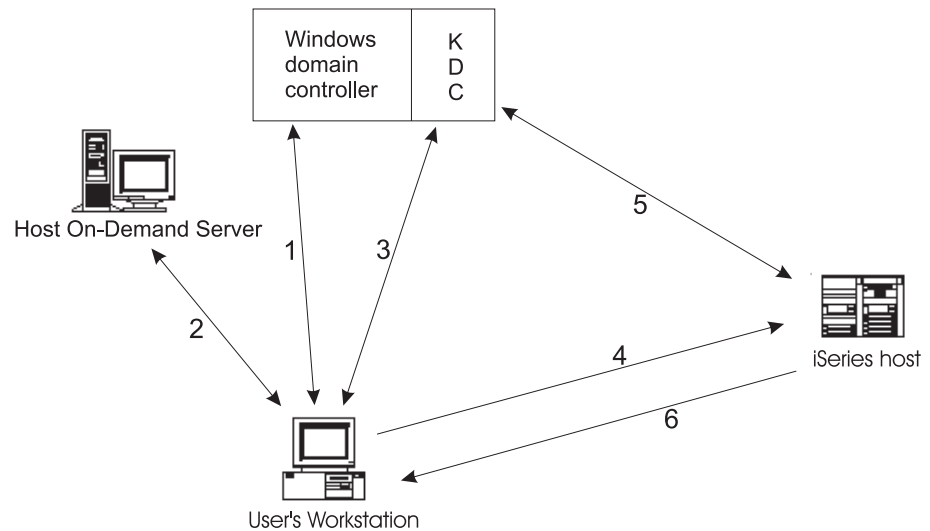 Windows
domain
controller
K
D
C
Host On-Demand Server
1
3
5
2
4
iSeries host
6
User's Workstation